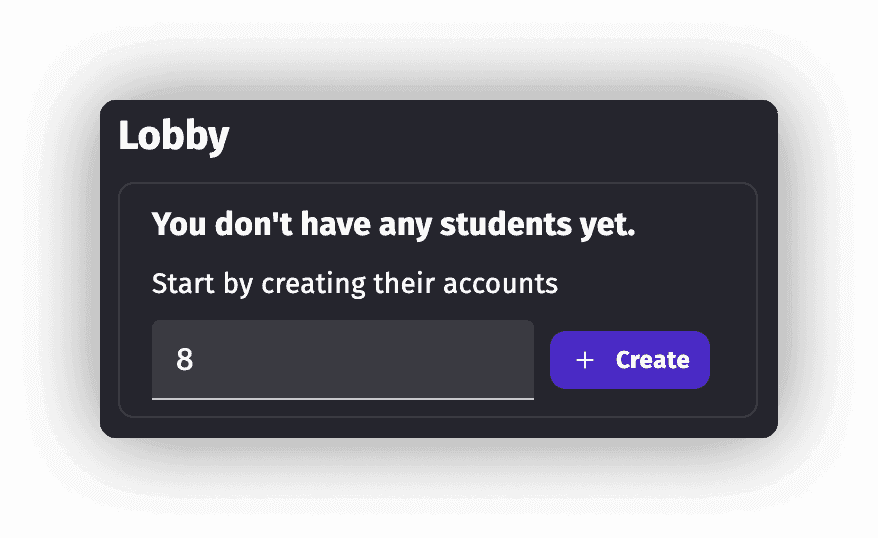 Lobby
You don't have any students yet.
Start by creating their accounts
8
+ Create